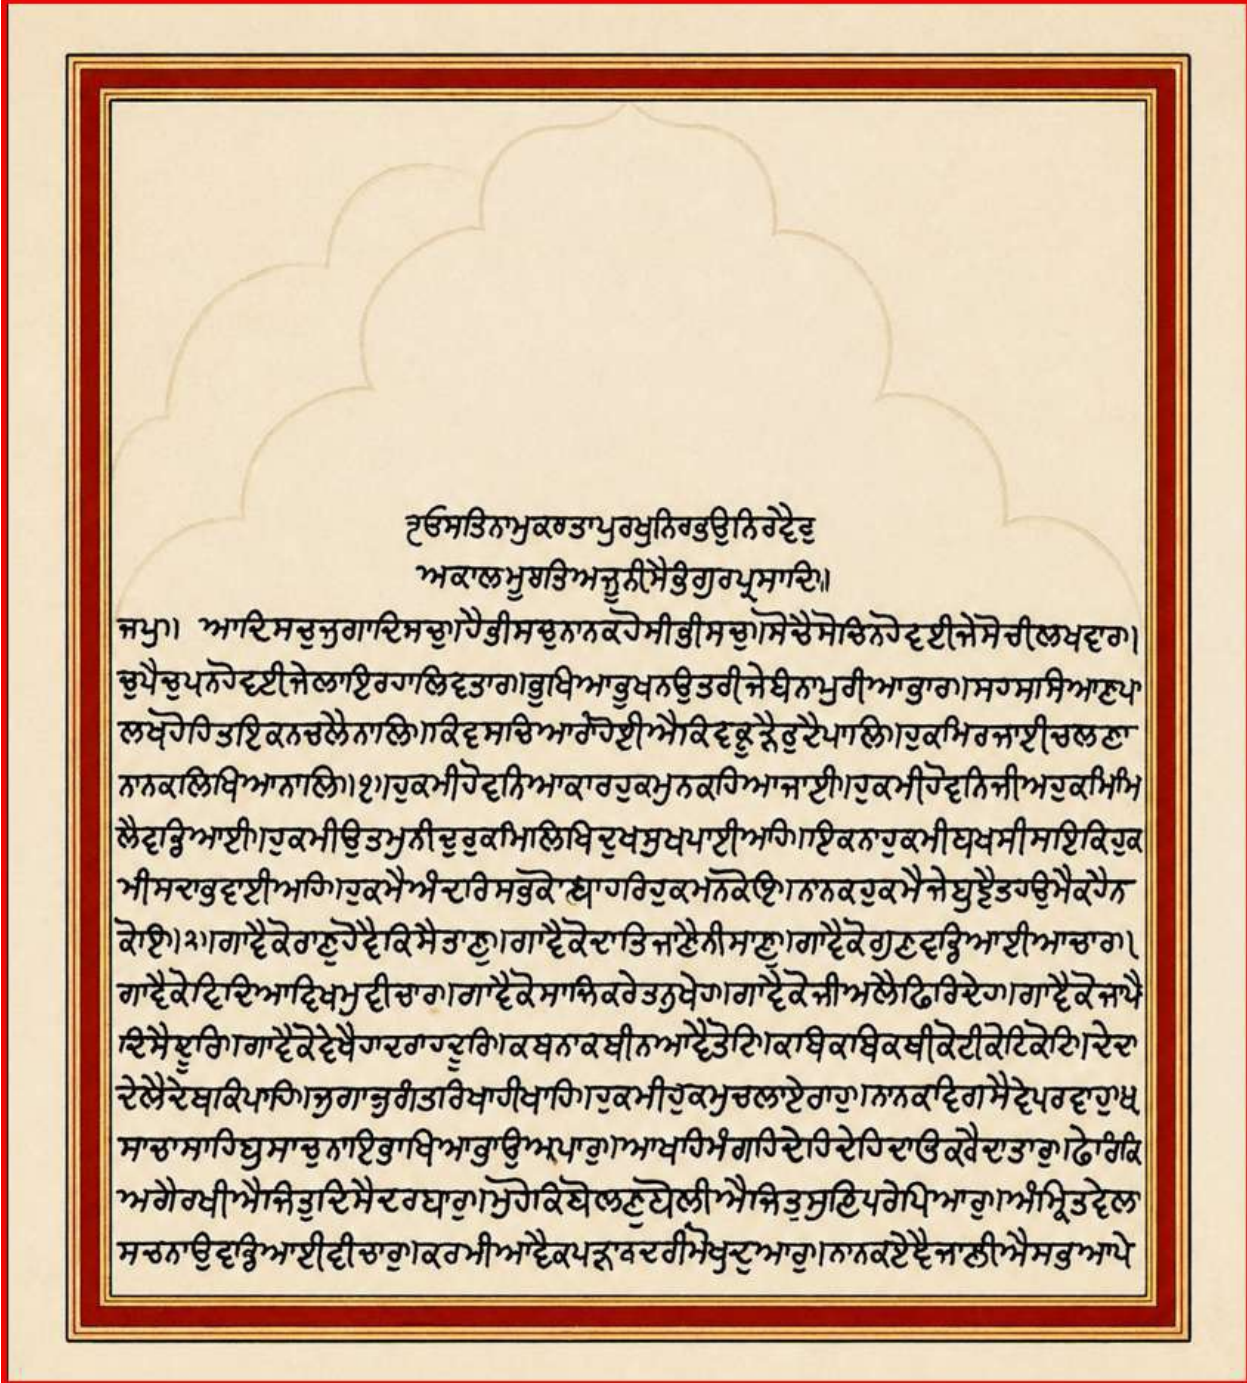 ੴਸਤਿਨਾਮੁਕਰਤਾਪੁਰਖੁਨਿਰਭਉਨਿਰਵੈਰੁ
ਅਕਾਲਮੂਰਤਿਅਜੂਨੀਸੈਭੰਗੁਰਪ੍ਰਸਾਦਿ॥
ਜਪੁ॥ ਆਦਿਸਚੁਜੁਗਾਦਿਸਚੁ॥ਹੈਭੀਸਚੁਨਾਨਕਹੋਸੀਭੀਸਚੁ॥ਸੋਚੈਸੋਚਿਨਹੋਵਈਜੇਸੋਚੀਲਖਵਾਰ॥
ਚੁਪੈਚੁਪਨਹੋਵਈਜੇਲਾਇਰਹਾਲਿਵਤਾਰ॥ਭੁਖਿਆਭੁਖਨਉਤਰੀਜੇਬੰਨਾਪੁਰੀਆਭਾਰ॥ਸਹਸਸਿਆਣਪਾ
ਲਖਹੋਹਿਤਇਕਨਚਲੈਨਾਲਿ॥ਕਿਵਸਚਿਆਰਾਹੋਈਐਕਿਵਕੂੜੈਤੁਟੈਪਾਲਿ॥ਹੁਕਮਿਰਜਾਈਚਲਣਾ
ਨਾਨਕਲਿਖਿਆਨਾਲਿ॥੧॥ਹੁਕਮੀਹੋਵਨਿਆਕਾਰਹੁਕਮੁਨਕਹਿਆਜਾਈ॥ਹੁਕਮੀਹੋਵਨਿਜੀਅਹੁਕਮਿਮਿ
ਲੈਵਡਿਆਈ॥ਹੁਕਮੀਉਤਮੁਨੀਚੁਹੁਕਮਿਲਿਖਿਦੁਖਸੁਖਪਾਈਅਹਿ॥ਇਕਨਾਹੁਕਮੀਬਖਸੀਸਇਕਿਹੁਕ
ਮੀਸਦਾਭਵਾਈਅਹਿ॥ਹੁਕਮੈਅੰਦਰਿਸਭੁਕੋਬਾਹਰਿਹੁਕਮਨਕੋਇ॥ਨਾਨਕਹੁਕਮੈਜੇਬੁਝੈਤਹਉਮੈਕਹੈਨ
ਕੋਇ॥੨॥ਗਾਵੈਕੋਤਾਣੁਹੋਵੈਕਿਸੈਤਾਣੁ॥ਗਾਵੈਕੋਦਾਤਿਜਾਣੈਨੀਸਾਣੁ॥ਗਾਵੈਕੋਗੁਣਵਡਿਆਈਆਚਾਰ॥
ਗਾਵੈਕੋਵਿਦਿਆਵਿਖਮੁਵੀਚਾਰੁ॥ਗਾਵੈਕੋਸਾਜਿਕਰੇਤਨੁਖੇਹ॥ਗਾਵੈਕੋਜੀਅਲੈਫਿਰਿਦੇਹ॥ਗਾਵੈਕੋਜਾਪੈ
ਦਿਸੈਦੂਰਿ॥ਗਾਵੈਕੋਵੇਖੈਹਾਦਰਾਹਦੂਰਿ॥ਕਥਨਾਕਥੀਨਆਵੈਤੋਟਿ॥ਕਥਿਕਥਿਕਥੀਕੋਟੀਕੋਟਿਕੋਟਿ॥ਦੇਦਾ
ਦੇਲੈਦੇਥਕਿਪਾਹਿ॥ਜੁਗਾਜੁਗੰਤਰਿਖਾਹੀਖਾਹਿ॥ਹੁਕਮੀਹੁਕਮੁਚਲਾਏਰਾਹੁ॥ਨਾਨਕਵਿਗਸੈਵੇਪਰਵਾਹੁ॥੩
ਸਾਚਾਸਾਹਿਬੁਸਾਚੁਨਾਇਭਾਖਿਆਭਾਉਅਪਾਰੁ॥ਆਖਹਿਮੰਗਹਿਦੇਹਿਦੇਹਿਦਾਤਿਕਰੈਦਾਤਾਰੁ॥ਫੇਰਿਕਿ
ਅਗੈਰਖੀਐਜਿਤੁਦਿਸੈਦਰਬਾਰੁ॥ਮੁਹੌਕਿਬੋਲਣੁਬੋਲੀਐਜਿਤੁਸੁਣਿਧਰੇਪਿਆਰੁ॥ਅੰਮ੍ਰਿਤਵੇਲਾ
ਸਚਨਾਉਵਡਿਆਈਵੀਚਾਰੁ॥ਕਰਮੀਆਵੈਕਪੜਾਨਦਰੀਮੋਖੁਦੁਆਰੁ॥ਨਾਨਕਏਵੈਜਾਣੀਐਸਭੁਆਪੇ